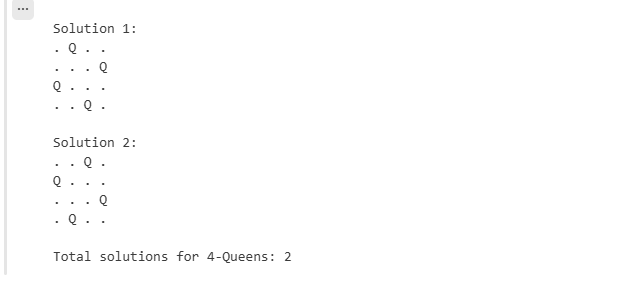 ...
Solution 1:
. Q . .
. . . Q
Q . . .
. . Q .
Solution 2:
. . Q .
Q . . .
. . . Q
. Q . .
Total solutions for 4-Queens: 2